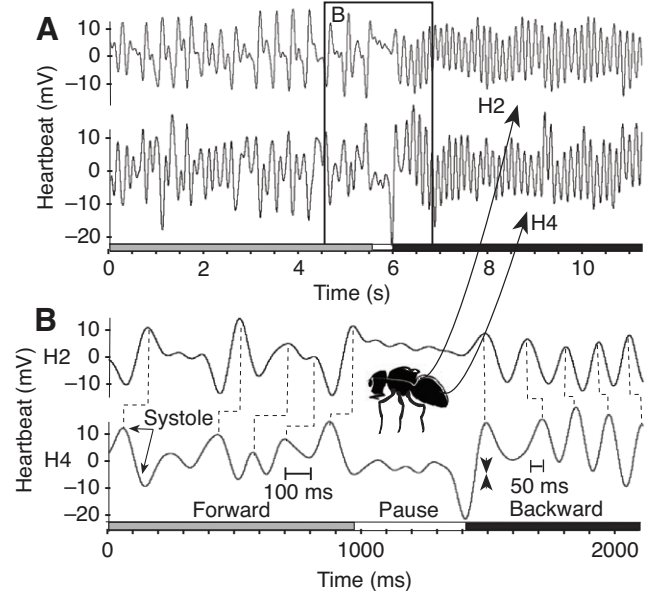 A
B
10
0
−10
H2
Heartbeat (mV)
10
0
−10
−20
H4
0 2 4 6 8 10
Time (s)
B
10
H2 0
−10
Heartbeat (mV)
Systole
10
H4 0
−10
−20
100 ms
50 ms
Forward Pause Backward
0 1000 2000
Time (ms)